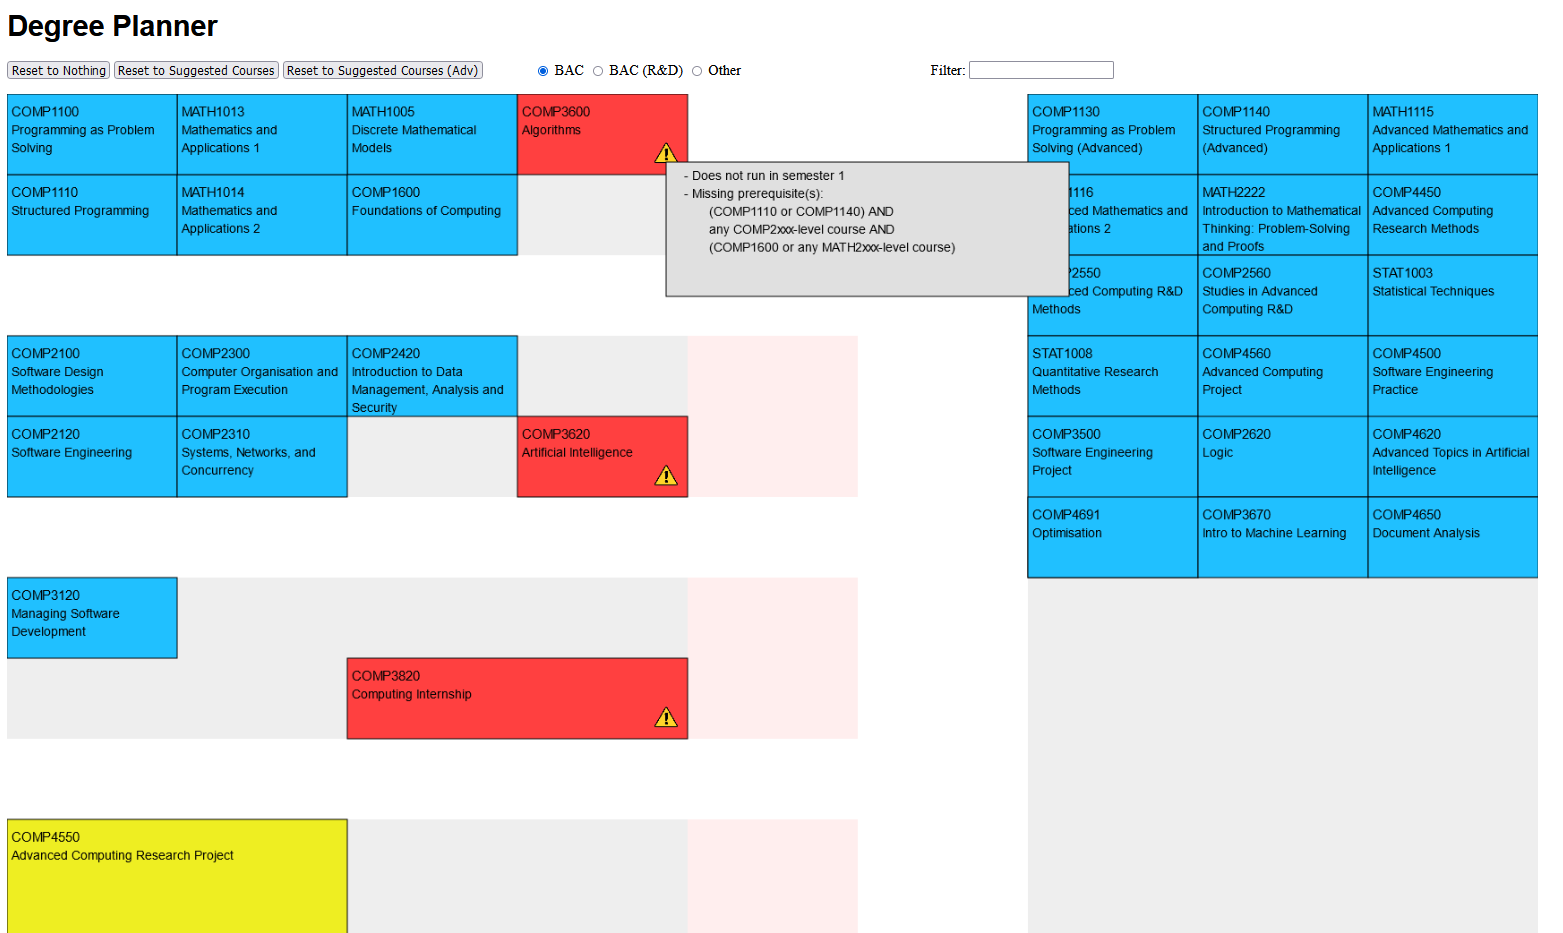 Degree Planner
Reset to Nothing Reset to Suggested Courses Reset to Suggested Courses (Adv) BAC BAC (R&D) Other Filter:
COMP1100
Programming as Problem
Solving
MATH1013
Mathematics and
Applications 1
MATH1005
Discrete Mathematical
Models
COMP3600
Algorithms
COMP1110
Structured Programming
MATH1014
Mathematics and
Applications 2
COMP1600
Foundations of Computing
- Does not run in semester 1
- Missing prerequisite(s):
(COMP1110 or COMP1140) AND
any COMP2xxx-level course AND
(COMP1600 or any MATH2xxx-level course)
COMP2100
Software Design
Methodologies
COMP2300
Computer Organisation and
Program Execution
COMP2420
Introduction to Data
Management, Analysis and
Security
COMP2120
Software Engineering
COMP2310
Systems, Networks, and
Concurrency
COMP3620
Artificial Intelligence
COMP3120
Managing Software
Development
COMP3820
Computing Internship
COMP4550
Advanced Computing Research Project
COMP1130
Programming as Problem
Solving (Advanced)
COMP1140
Structured Programming
(Advanced)
MATH1115
Advanced Mathematics and
Applications 1
1116
ced Mathematics and
ations 2
MATH2222
Introduction to Mathematical
Thinking: Problem-Solving
and Proofs
COMP4450
Advanced Computing
Research Methods
2550
ced Computing R&D
Methods
COMP2560
Studies in Advanced
Computing R&D
STAT1003
Statistical Techniques
STAT1008
Quantitative Research
Methods
COMP4560
Advanced Computing
Project
COMP4500
Software Engineering
Practice
COMP3500
Software Engineering
Project
COMP2620
Logic
COMP4620
Advanced Topics in Artificial
Intelligence
COMP4691
Optimisation
COMP3670
Intro to Machine Learning
COMP4650
Document Analysis